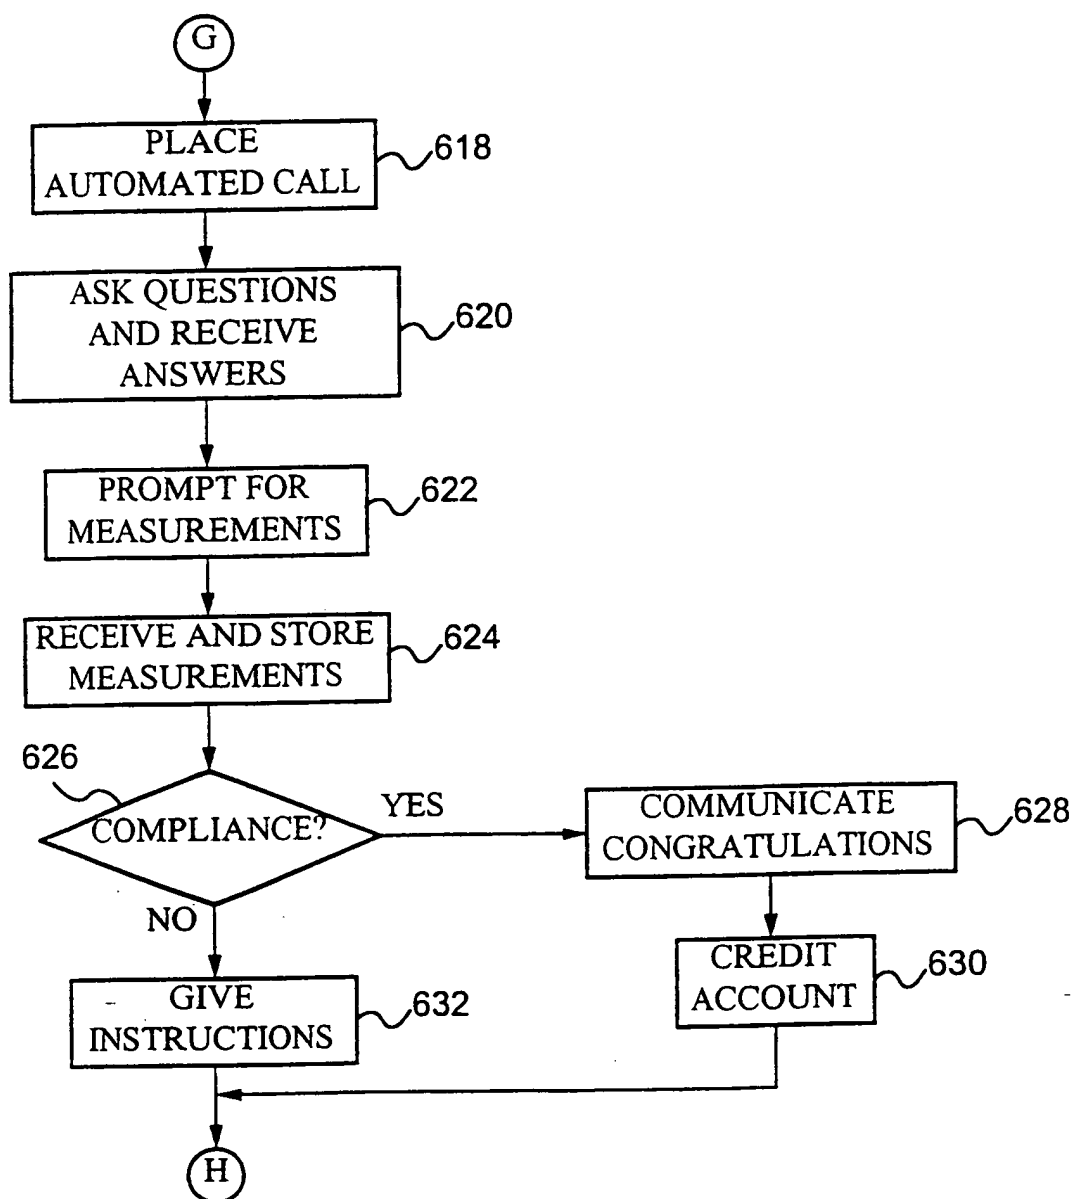 G
PLACE
AUTOMATED CALL
618
ASK QUESTIONS
AND RECEIVE
ANSWERS
620
PROMPT FOR
MEASUREMENTS
622
RECEIVE AND STORE
MEASUREMENTS
624
626
COMPLIANCE?
YES
COMMUNICATE
CONGRATULATIONS
628
NO
CREDIT
ACCOUNT
630
GIVE
INSTRUCTIONS
632
H